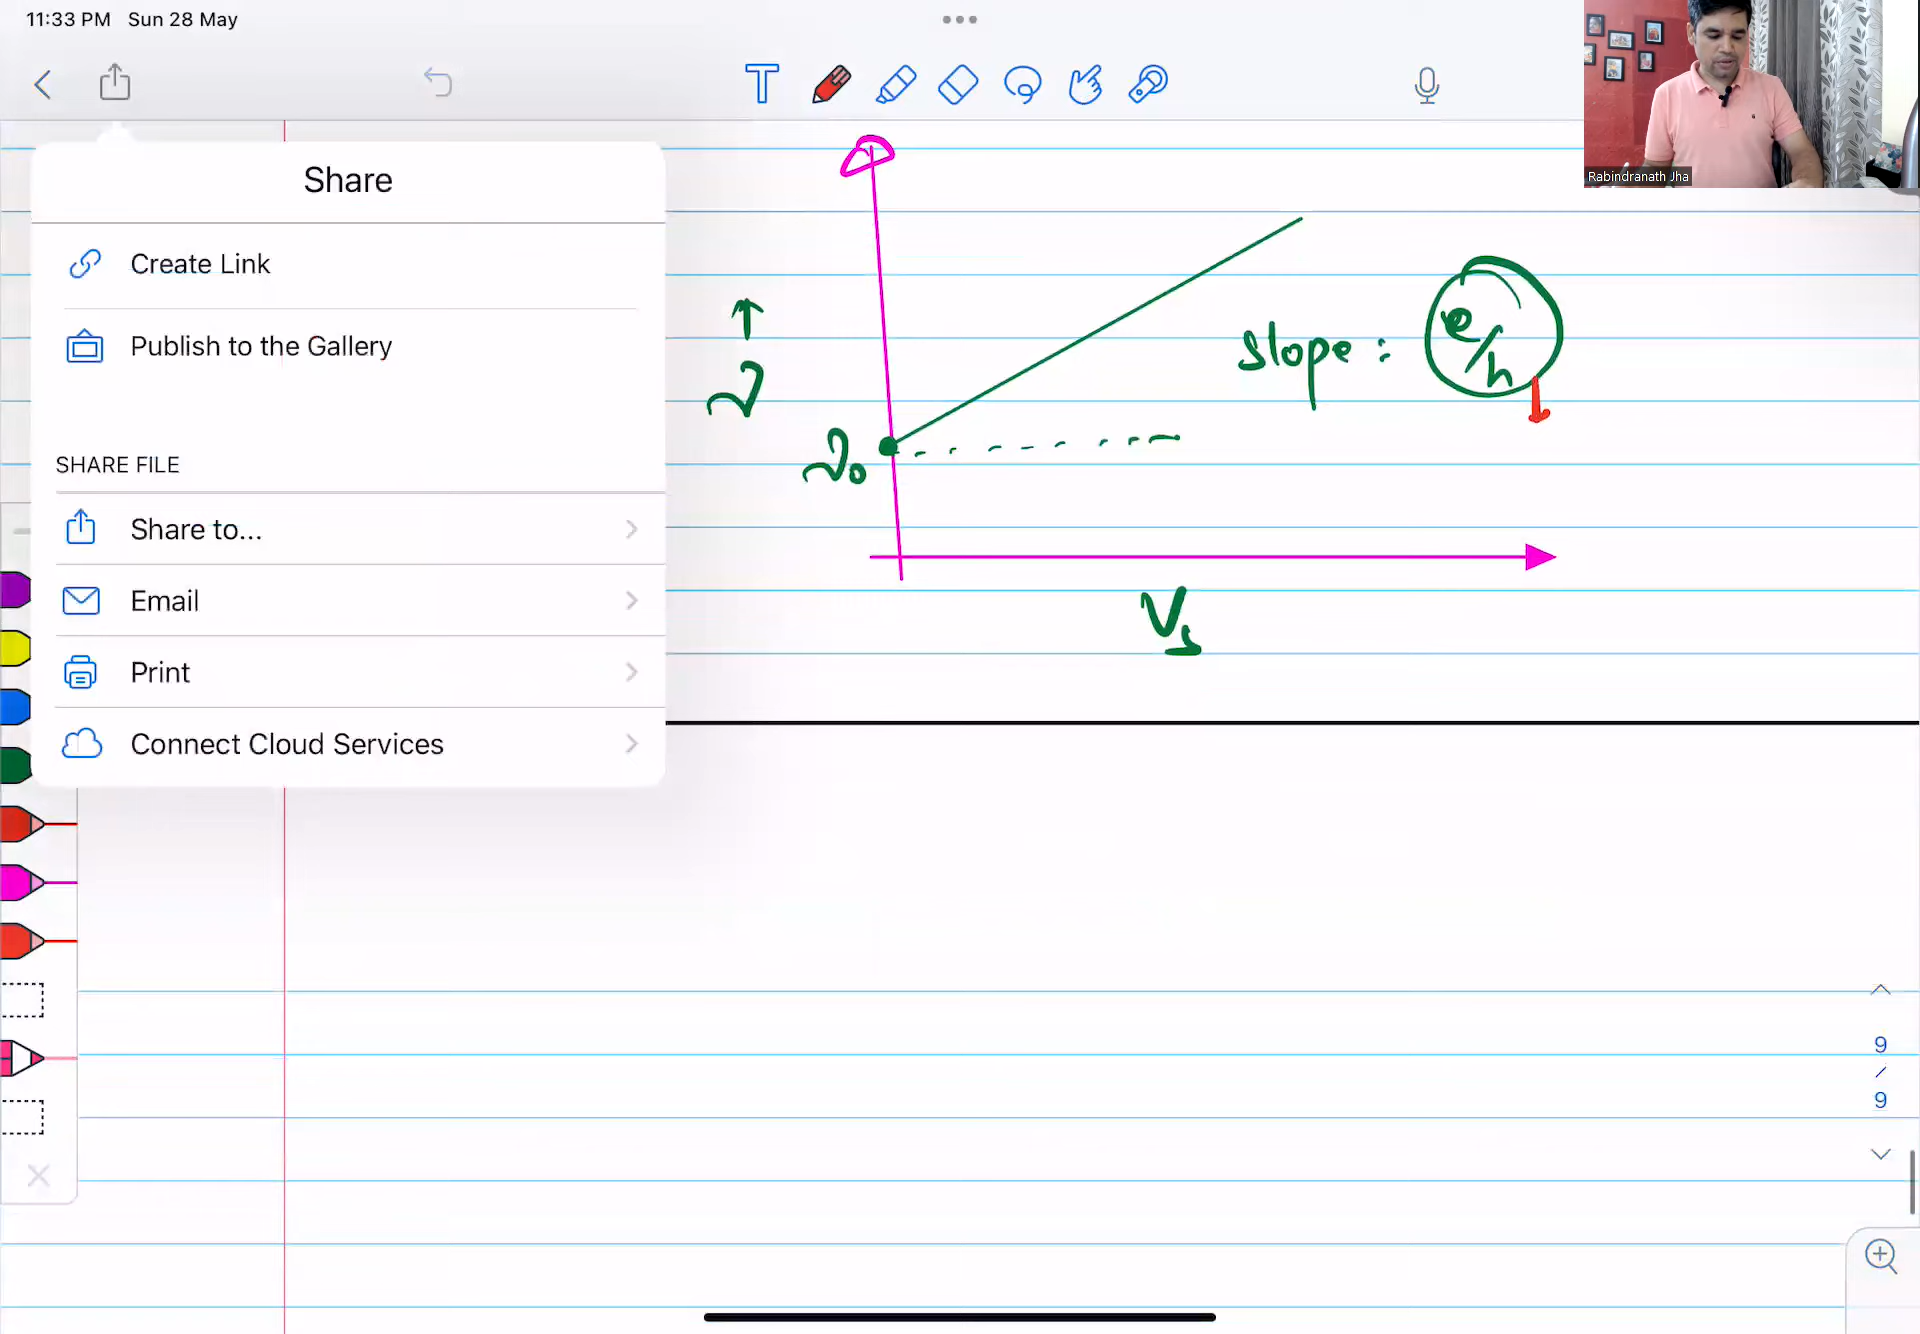 11:33 PM Sun 28 May
Rabindranath Jha
Share
Create Link
Publish to the Gallery
SHARE FILE
Share to...
Email
Print
Connect Cloud Services
↑
ν
ν₀
slope : e/h
Vs
9
/
9